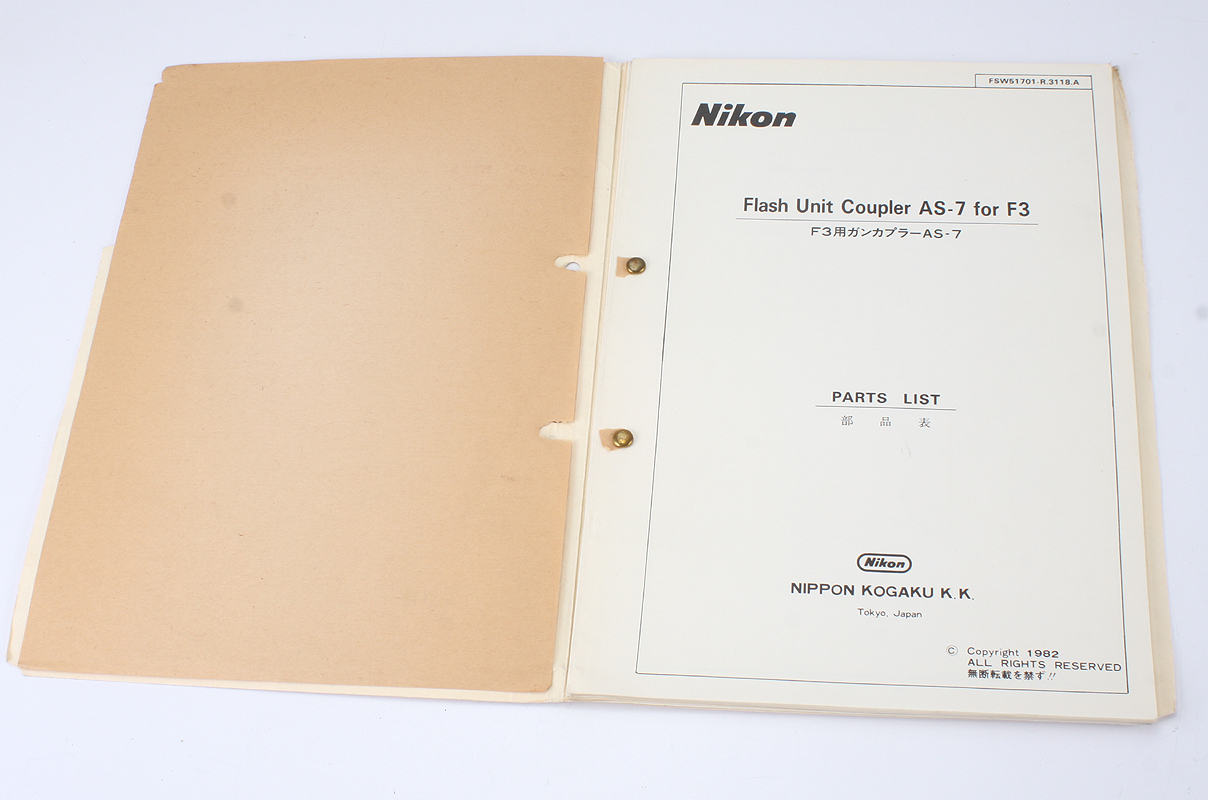 FSW51701-R.3118.A
Nikon
Flash Unit Coupler AS-7 for F3
F3用ガンカプラーAS-7
PARTS LIST
部品表
Nikon
NIPPON KOGAKU K.K.
Tokyo, Japan
© Copyright 1982
ALL RIGHTS RESERVED
無断転載を禁ず!!